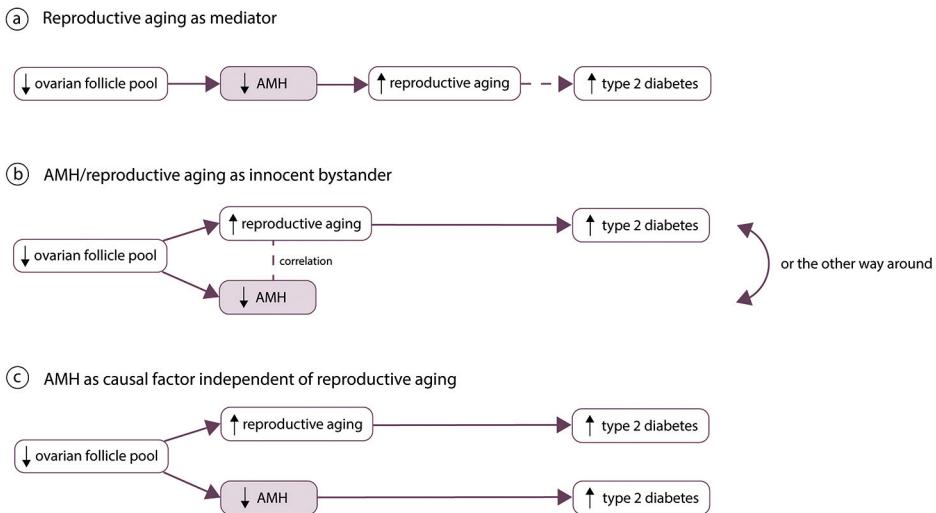 a Reproductive aging as mediator
↓ ovarian follicle pool
↓ AMH
↑ reproductive aging
↑ type 2 diabetes
b AMH/reproductive aging as innocent bystander
↑ reproductive aging
↑ type 2 diabetes
↓ ovarian follicle pool
correlation
or the other way around
↓ AMH
c AMH as causal factor independent of reproductive aging
↑ reproductive aging
↑ type 2 diabetes
↓ ovarian follicle pool
↓ AMH
↑ type 2 diabetes